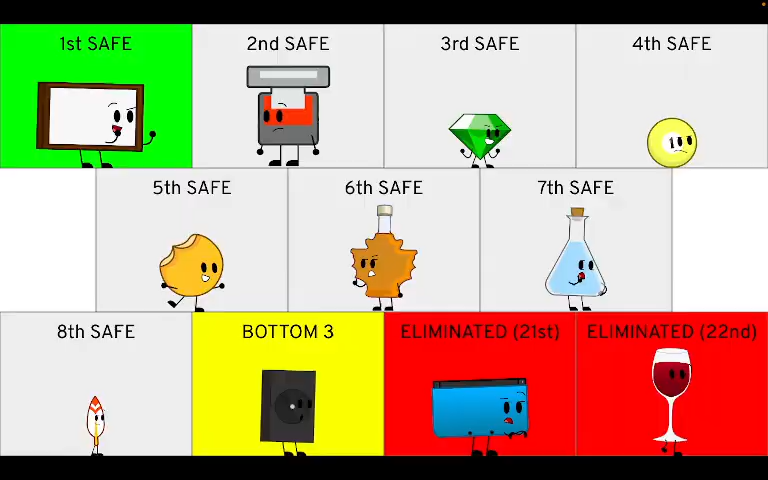 1st SAFE
2nd SAFE
3rd SAFE
4th SAFE
1
5th SAFE
6th SAFE
7th SAFE
8th SAFE
BOTTOM 3
ELIMINATED (21st)
ELIMINATED (22nd)